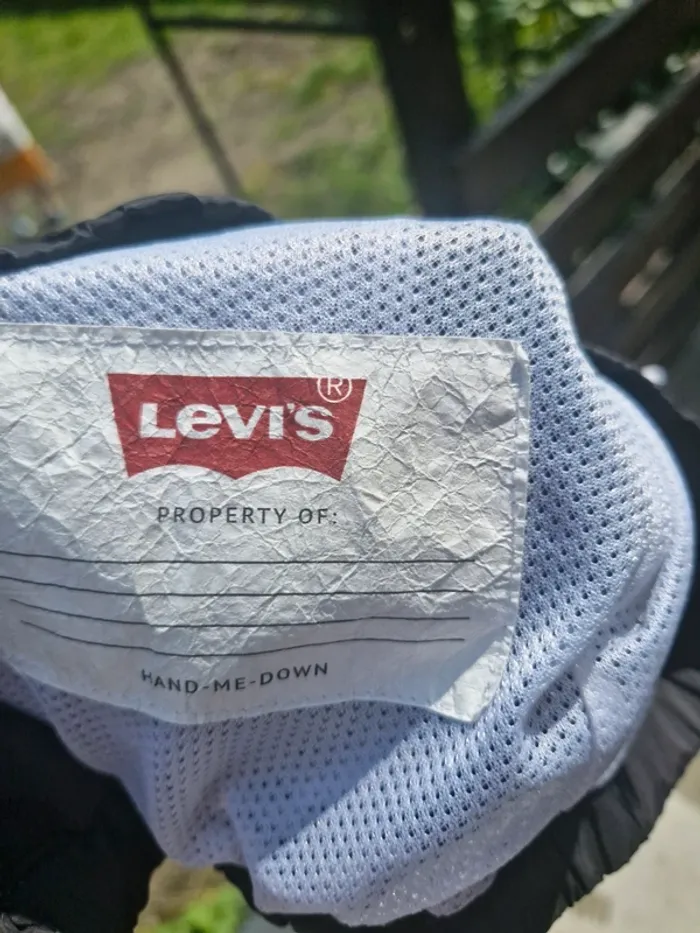 LeVI'S ®
PROPERTY OF:
HAND-ME-DOWN